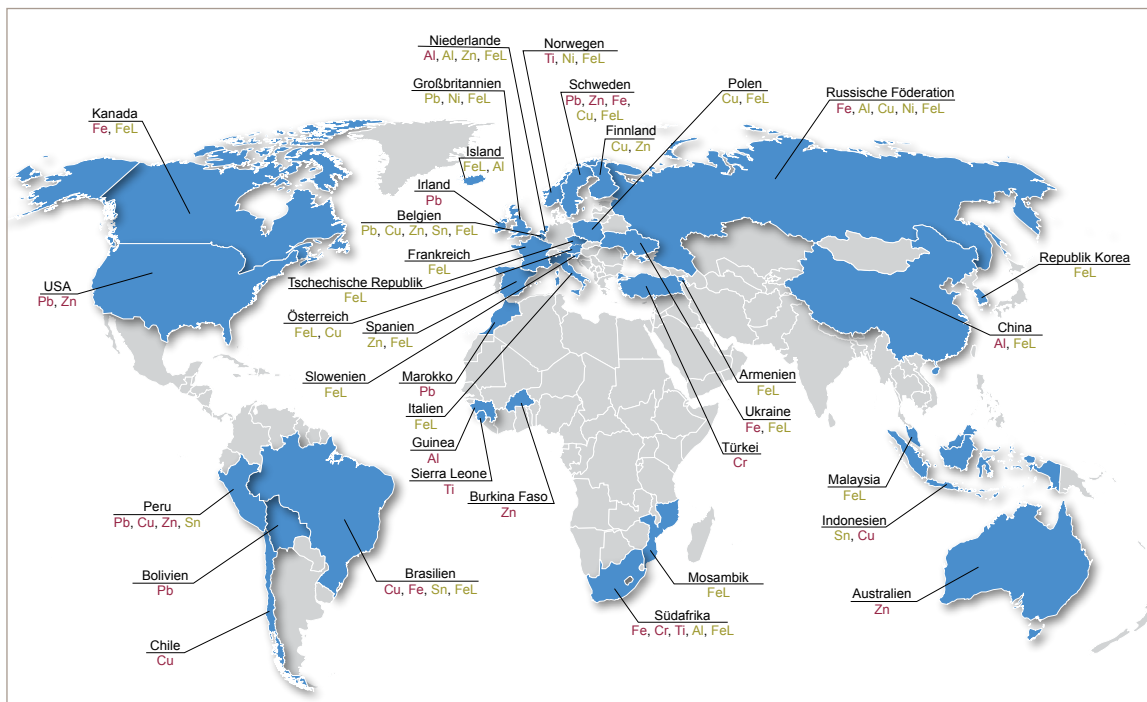 Niederlande
Al, Al, Zn, FeL
Norwegen
Ti, Ni, FeL
Großbritannien
Pb, Ni, FeL
Schweden
Pb, Zn, Fe,
Cu, FeL
Polen
Cu, FeL
Russische Föderation
Fe, Al, Cu, Ni, FeL
Kanada
Fe, FeL
Finnland
Cu, Zn
Island
FeL, Al
Irland
Pb
Belgien
Pb, Cu, Zn, Sn, FeL
Frankreich
FeL
Republik Korea
FeL
USA
Pb, Zn
Tschechische Republik
FeL
Österreich
FeL, Cu
Spanien
Zn, FeL
China
Al, FeL
Slowenien
FeL
Marokko
Pb
Armenien
FeL
Italien
FeL
Ukraine
Fe, FeL
Guinea
Al
Türkei
Cr
Sierra Leone
Ti
Burkina Faso
Zn
Malaysia
FeL
Peru
Pb, Cu, Zn, Sn
Indonesien
Sn, Cu
Bolivien
Pb
Brasilien
Cu, Fe, Sn, FeL
Mosambik
FeL
Australien
Zn
Südafrika
Fe, Cr, Ti, Al, FeL
Chile
Cu